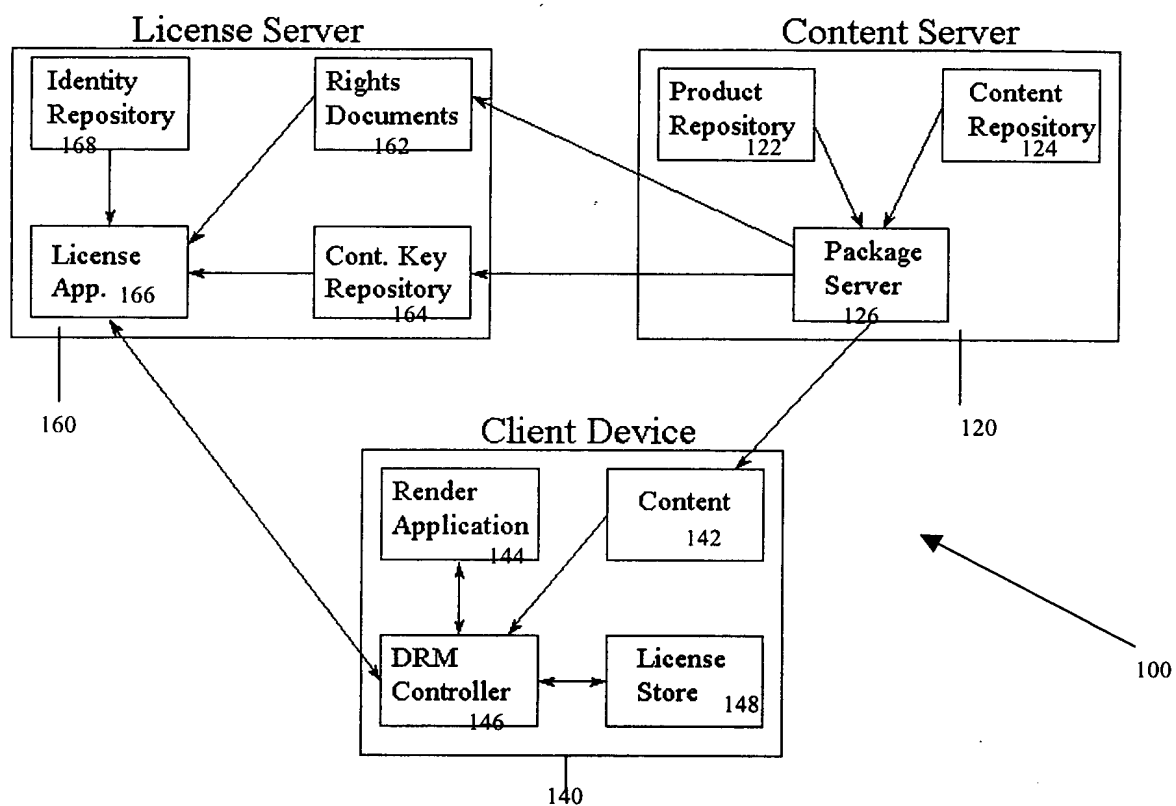 License Server
Content Server
Identity
Repository
168
Rights
Documents
162
Product
Repository
122
Content
Repository
124
License
App. 166
Cont. Key
Repository
164
Package
Server
126
160
120
Client Device
Render
Application
144
Content
142
DRM
Controller
146
License
Store
148
100
140